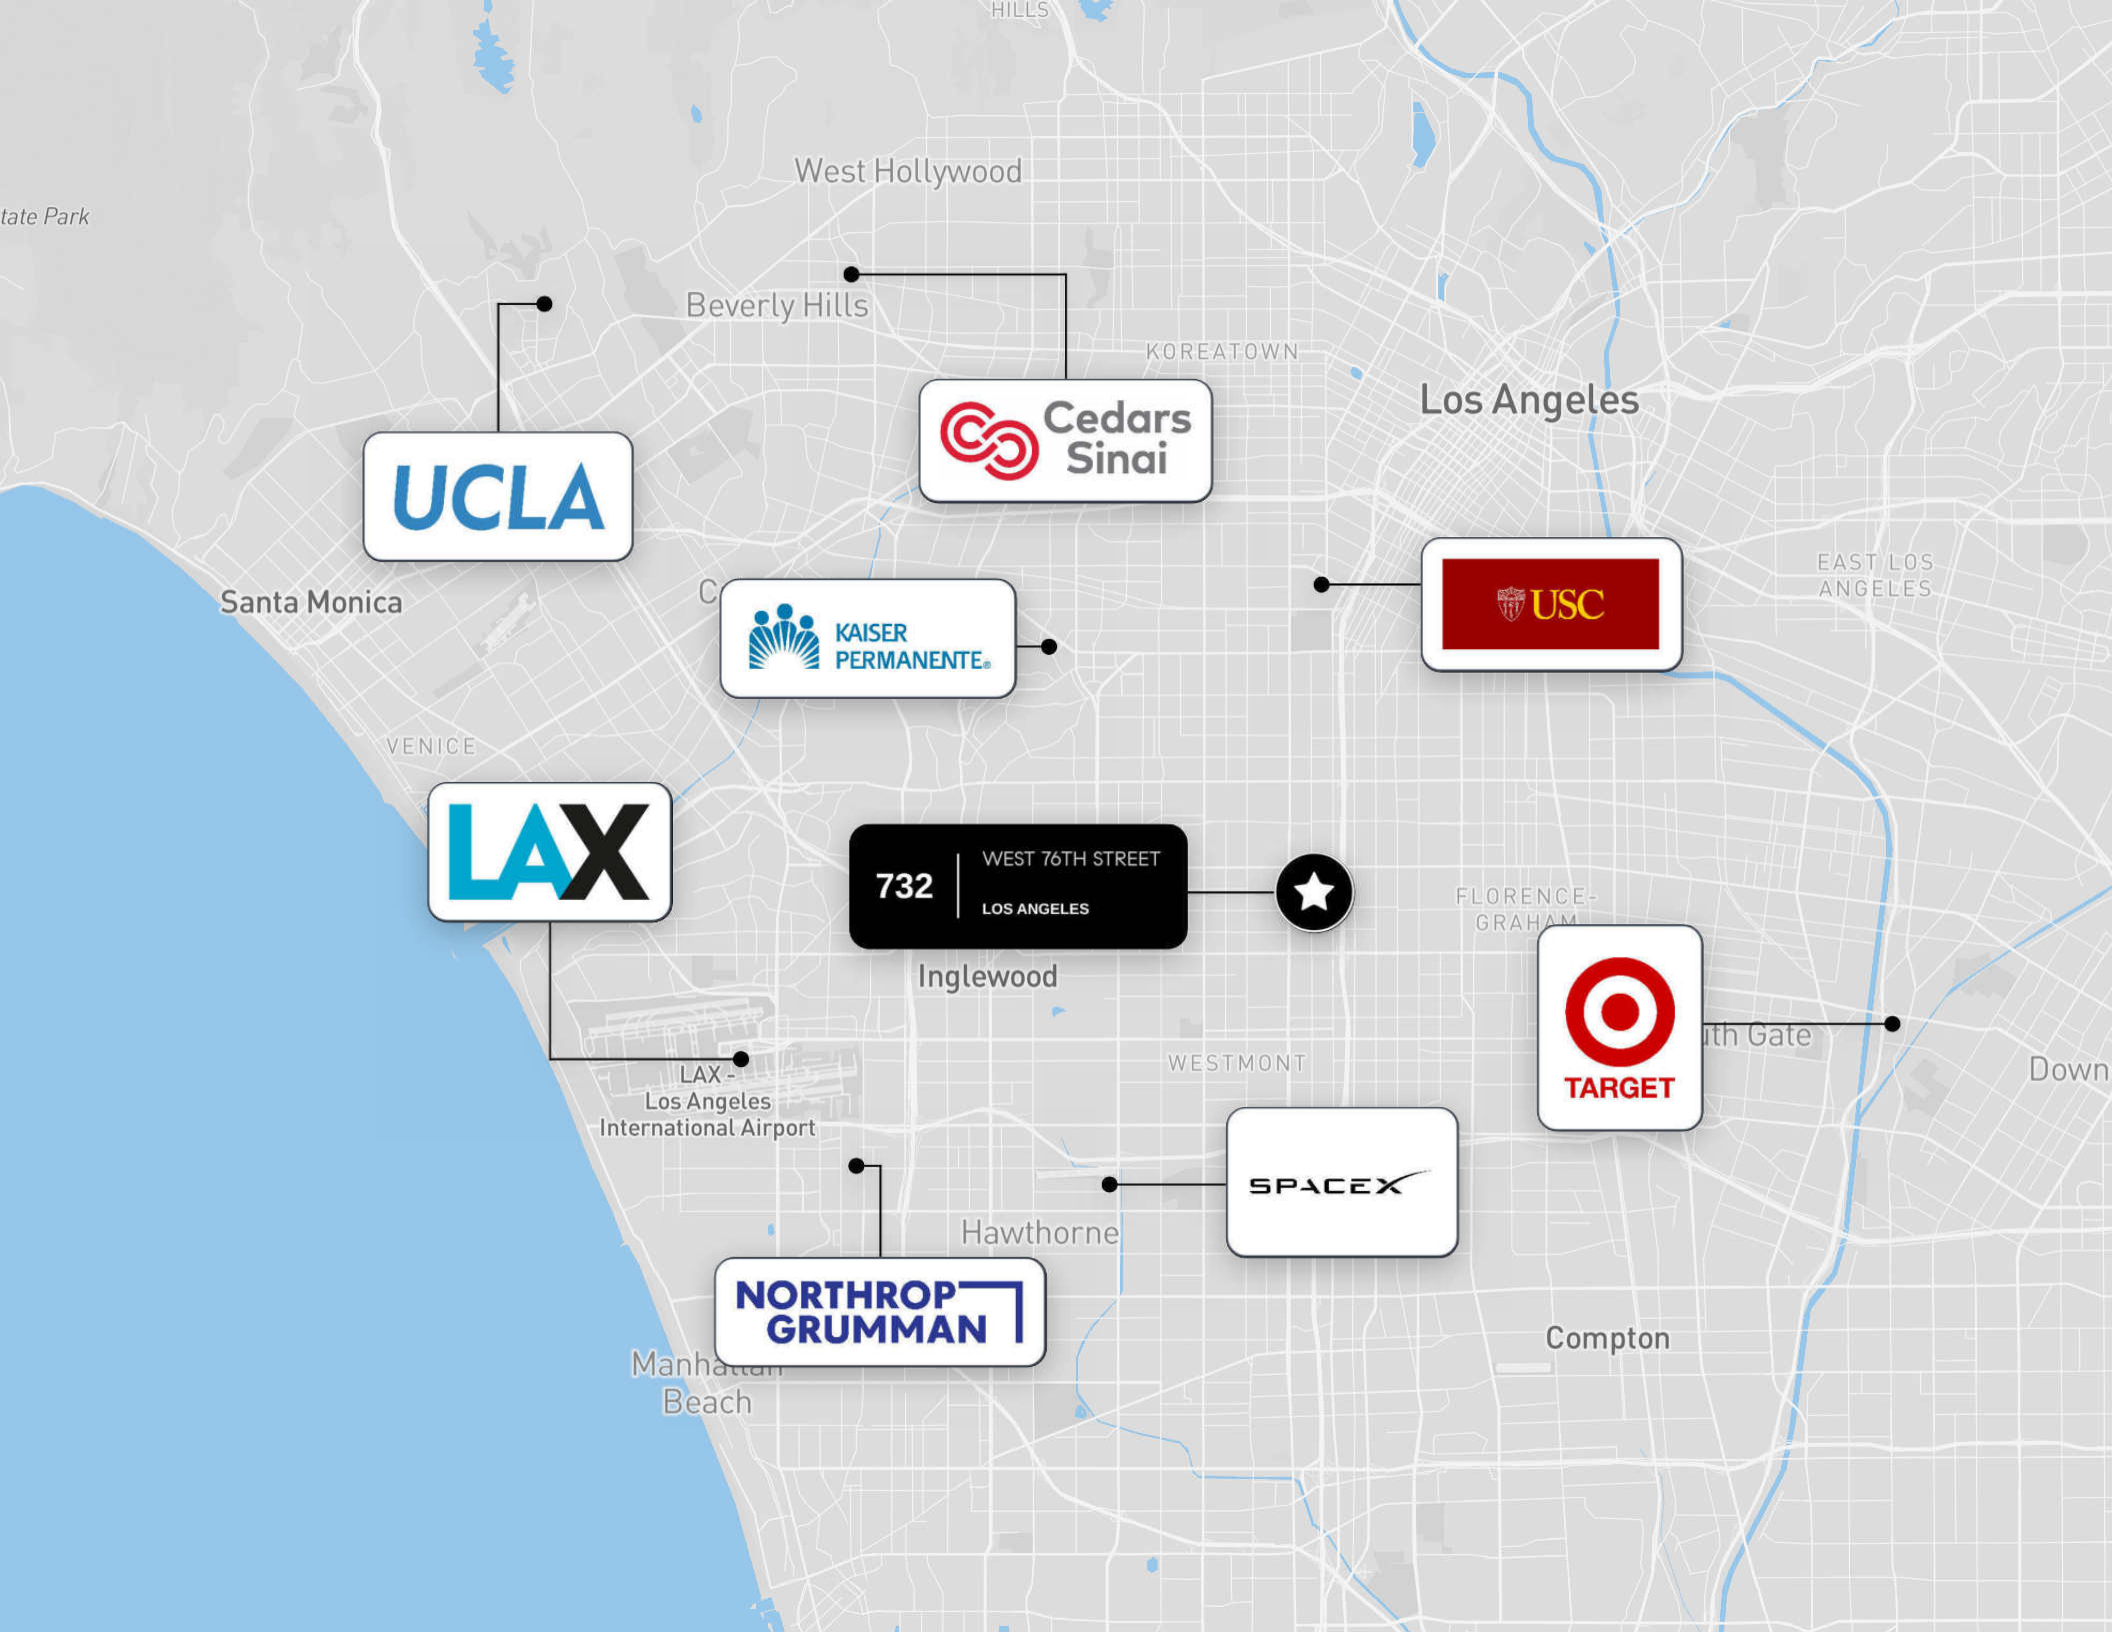 HILLS
West Hollywood
tate Park
Beverly Hills
KOREATOWN
Los Angeles
Cedars
Sinai
UCLA
EAST LOS
ANGELES
Santa Monica
C
KAISER
PERMANENTE®
USC
VENICE
LAX
732
WEST 76TH STREET
LOS ANGELES
FLORENCE-
GRAHAM
Inglewood
TARGET
uth Gate
WESTMONT
Down
LAX -
Los Angeles
International Airport
SPACEX
Hawthorne
NORTHROP
GRUMMAN
Compton
Manhattan
Beach